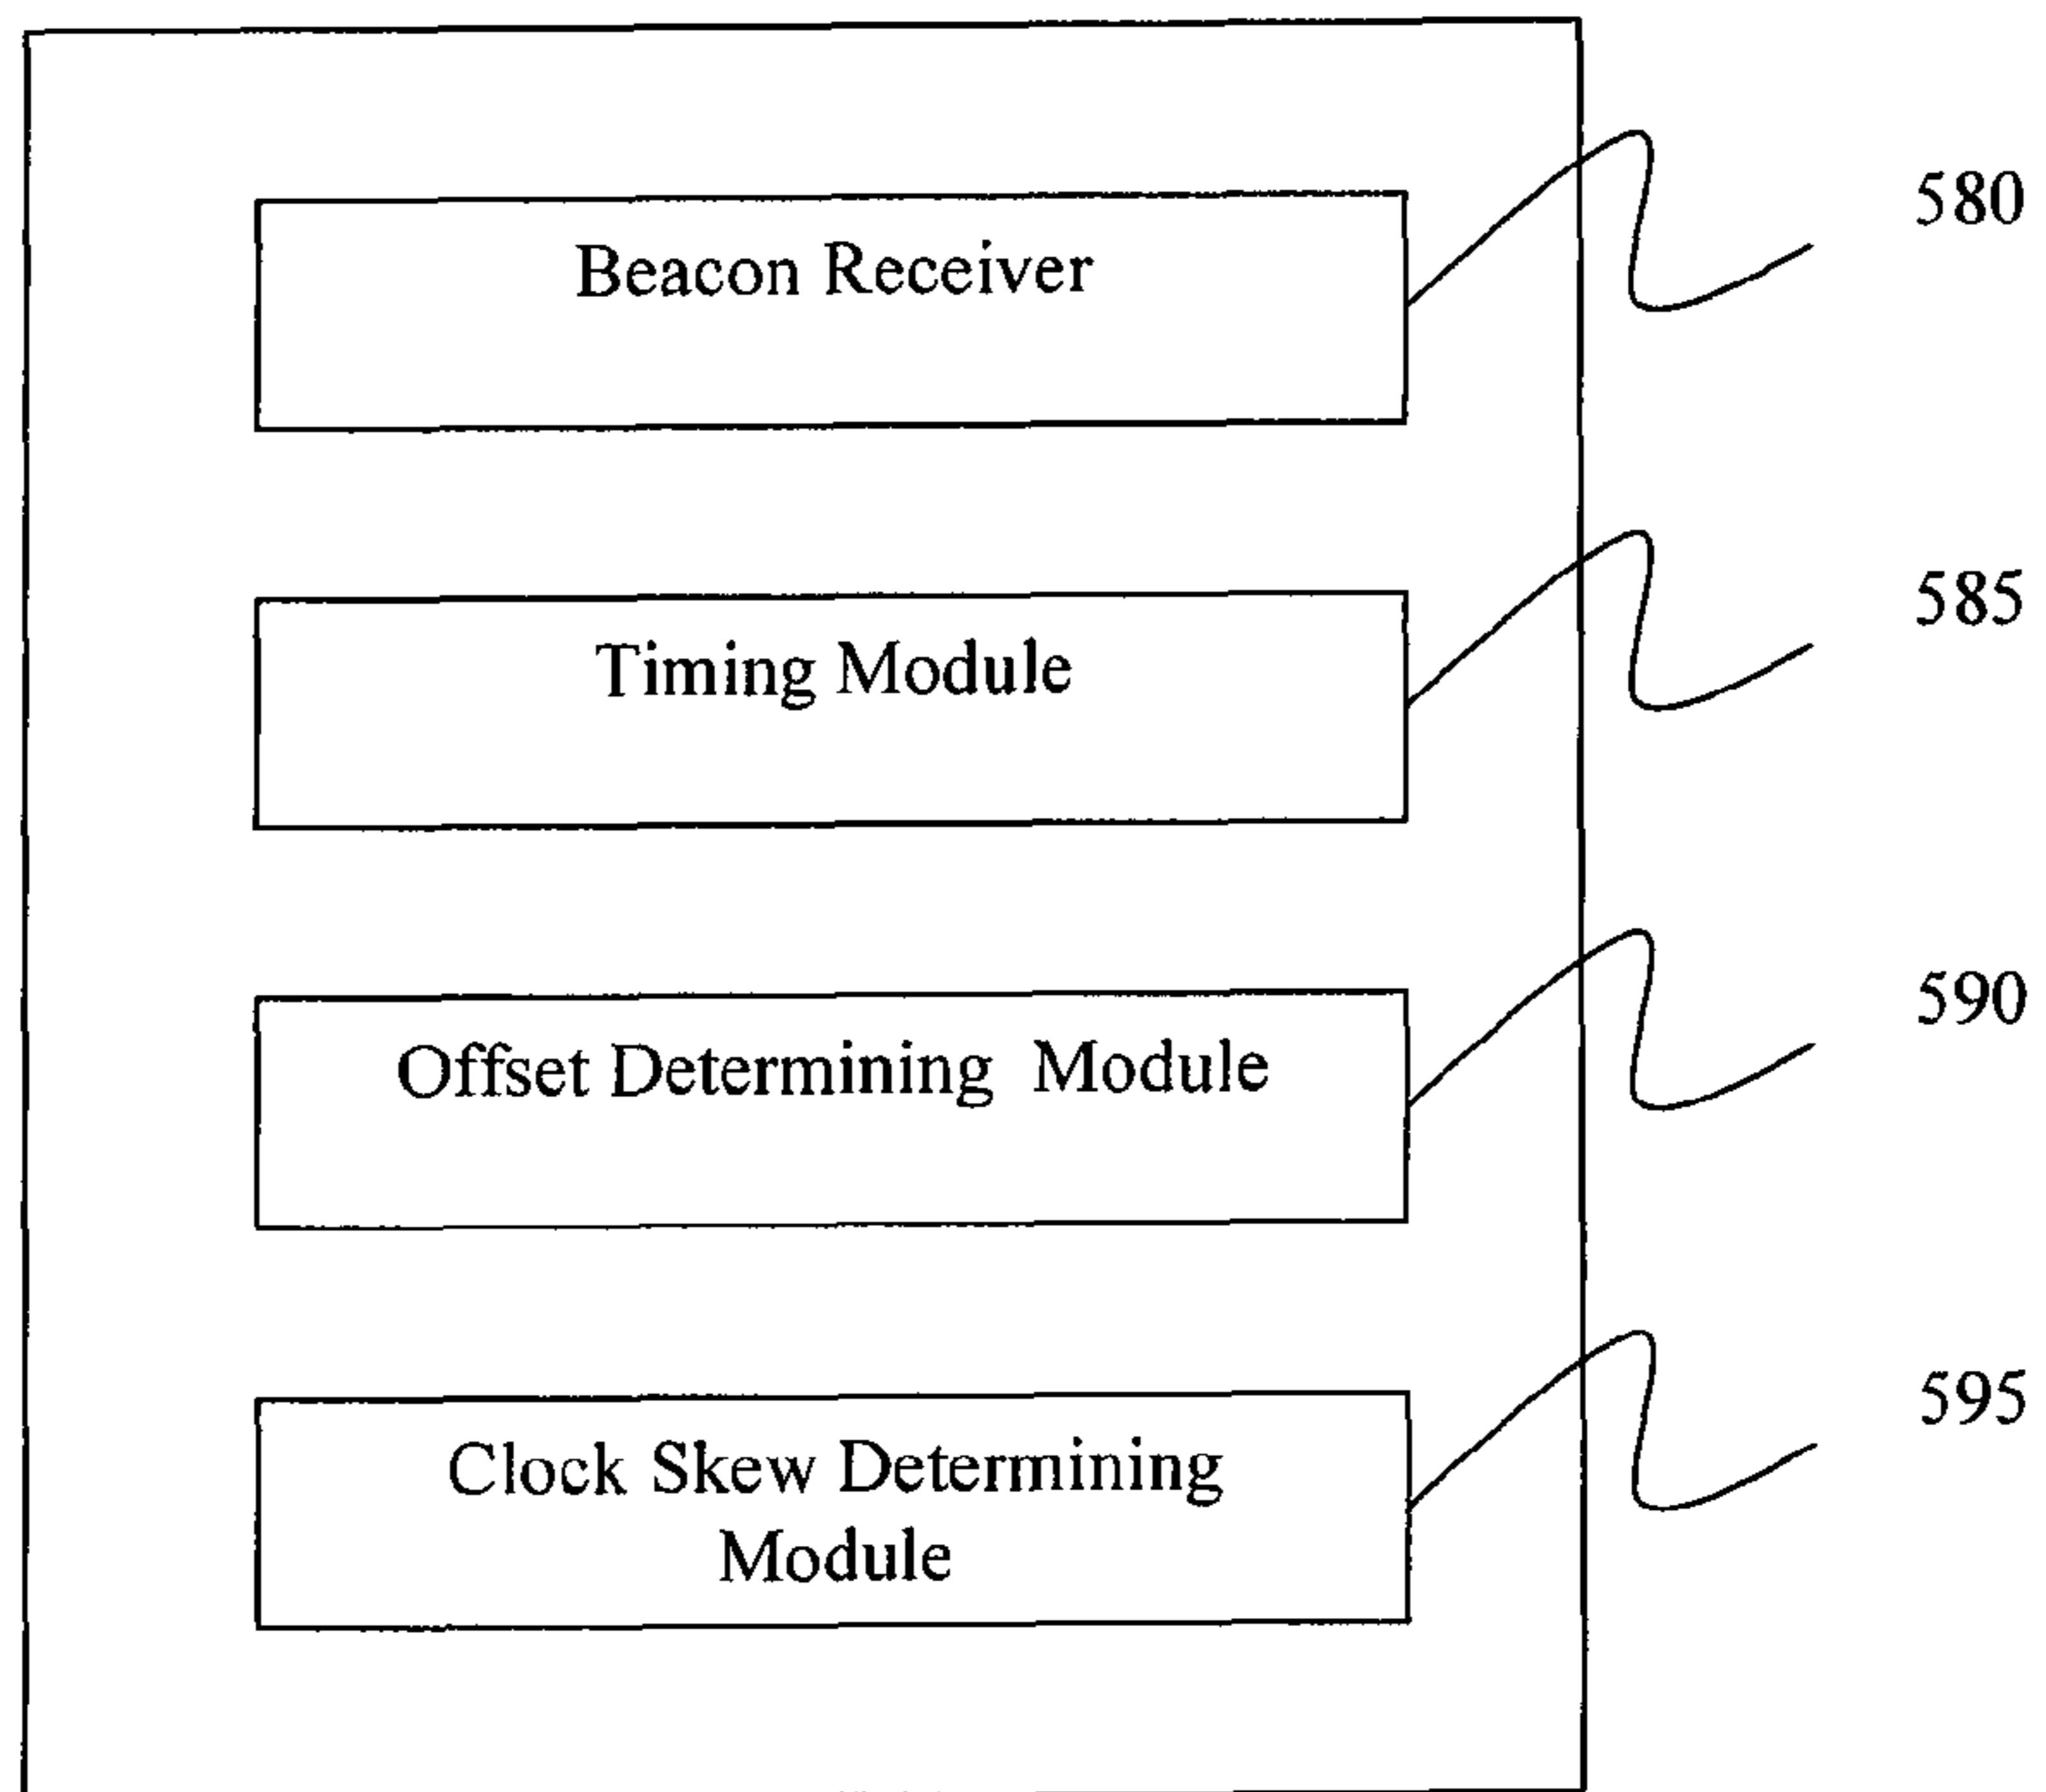 580
Beacon Receiver
585
Timing Module
590
Offset Determining Module
595
Clock Skew Determining
Module